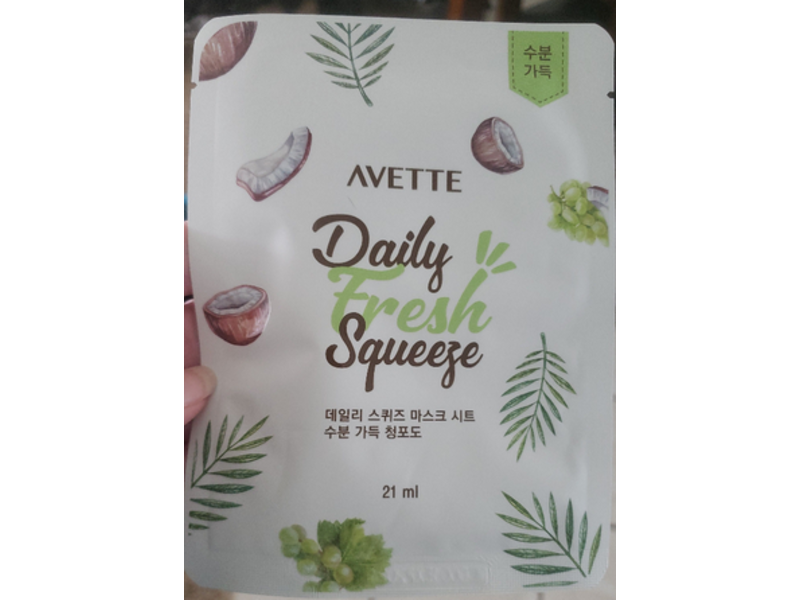 수분
가득
AVETTE
Daily
Fresh
Squeeze
데일리 스퀴즈 마스크 시트
수분 가득 청포도
21 ml